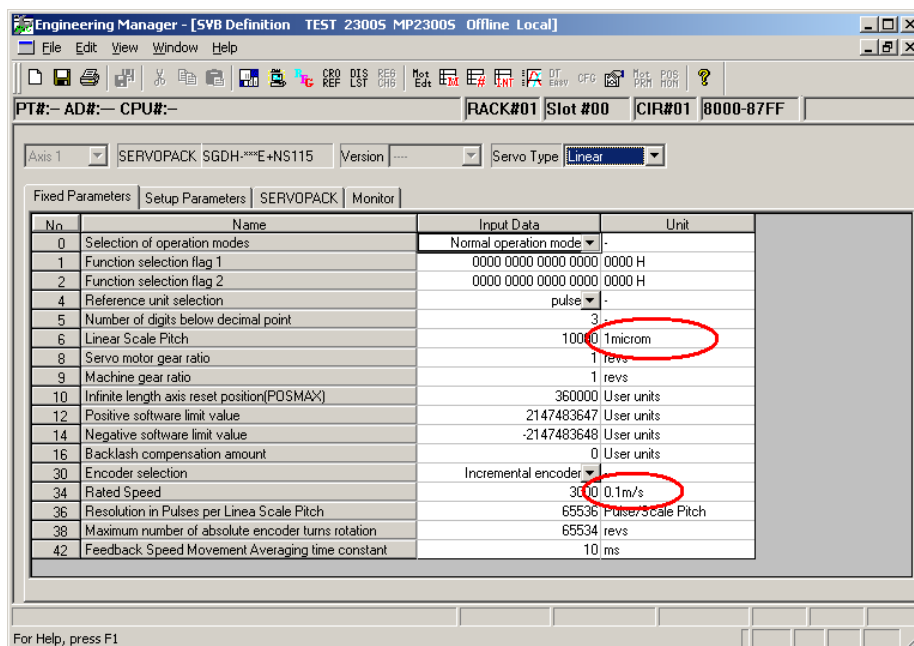 Engineering Manager - [SVB Definition TEST 2300S MP2300S Offline Local]
File Edit View Window Help
PT#:– AD#:— CPU#:– RACK#01 Slot #00 CIR#01 8000-87FF
Axis 1 SERVOPACK SGDH-***E+NS115 Version ---- Servo Type Linear
Fixed Parameters Setup Parameters SERVOPACK Monitor
No Name Input Data Unit
0 Selection of operation modes Normal operation mode -
1 Function selection flag 1 0000 0000 0000 0000 0000 H
2 Function selection flag 2 0000 0000 0000 0000 0000 H
4 Reference unit selection pulse -
5 Number of digits below decimal point 3 -
6 Linear Scale Pitch 10000 1microm
8 Servo motor gear ratio 1 revs
9 Machine gear ratio 1 revs
10 Infinite length axis reset position(POSMAX) 360000 User units
12 Positive software limit value 2147483647 User units
14 Negative software limit value -2147483648 User units
16 Backlash compensation amount 0 User units
30 Encoder selection Incremental encoder -
34 Rated Speed 3000 0.1m/s
36 Resolution in Pulses per Linea Scale Pitch 65536 Pulse/Scale Pitch
38 Maximum number of absolute encoder turns rotation 65534 revs
42 Feedback Speed Movement Averaging time constant 10 ms
For Help, press F1